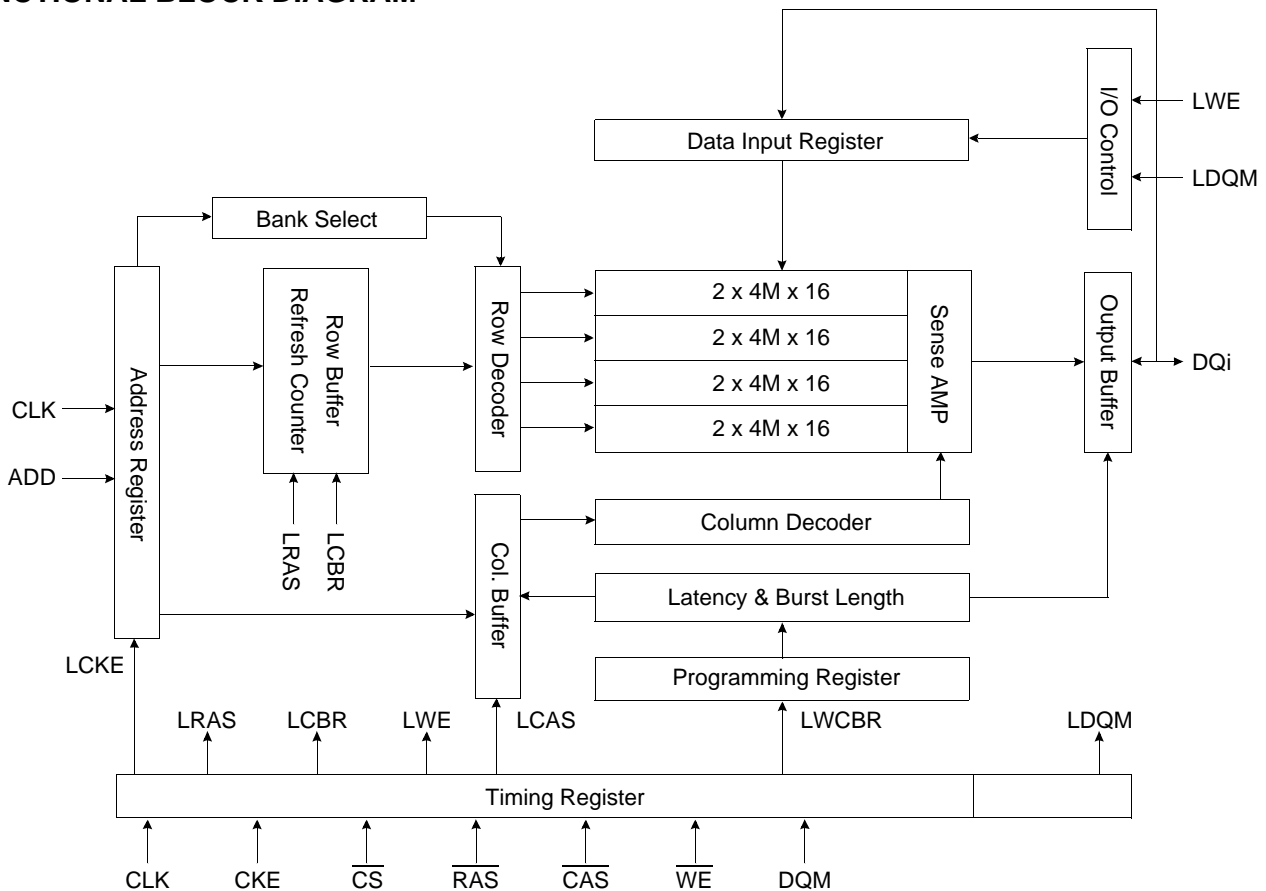 NCTIONAL BLOCK DIAGRAM
I/O Control
LWE
LDQM
Data Input Register
Bank Select
Address Register
CLK
ADD
Row Buffer
Refresh Counter
LRAS
LCBR
Row Decoder
2 x 4M x 16
2 x 4M x 16
2 x 4M x 16
2 x 4M x 16
Sense AMP
Output Buffer
DQi
Col. Buffer
Column Decoder
Latency & Burst Length
Programming Register
LCKE
LRAS
LCBR
LWE
LCAS
LWCBR
LDQM
Timing Register
CLK
CKE
CS
RAS
CAS
WE
DQM